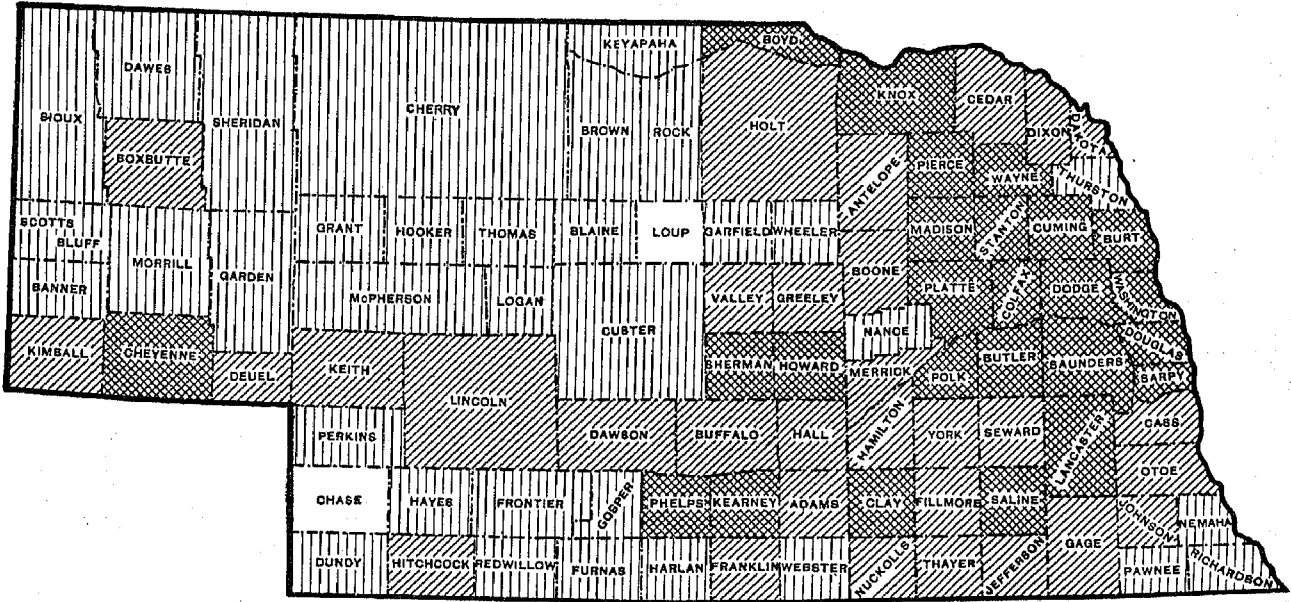 KEYAPAHA
BOYD
DAWES
KNOX
CEDAR
CHERRY
SIOUX
SHERIDAN
BROWN
ROCK
HOLT
DIXON
DAKOTA
BOXBUTTE
PIERCE
WAYNE
THURSTON
ANTELOPE
SCOTTS
BLUFF
GRANT
HOOKER
THOMAS
BLAINE
LOUP
GARFIELD
WHEELER
MADISON
STANTON
CUMING
BURT
MORRILL
GARDEN
BOONE
BANNER
McPHERSON
LOGAN
CUSTER
VALLEY
GREELEY
PLATTE
COLFAX
DODGE
WASHINGTON
NANCE
KIMBALL
CHEYENNE
DEUEL
KEITH
LINCOLN
SHERMAN
HOWARD
MERRICK
POLK
BUTLER
SAUNDERS
DOUGLAS
SARPY
PERKINS
DAWSON
BUFFALO
HALL
HAMILTON
YORK
SEWARD
LANCASTER
CASS
OTOE
CHASE
HAYES
FRONTIER
GOSPER
PHELPS
KEARNEY
ADAMS
CLAY
FILLMORE
SALINE
GAGE
JOHNSON
NEMAHA
DUNDY
HITCHCOCK
REDWILLOW
FURNAS
HARLAN
FRANKLIN
WEBSTER
NUCKOLLS
THAYER
JEFFERSON
PAWNEE
RICHARDSON